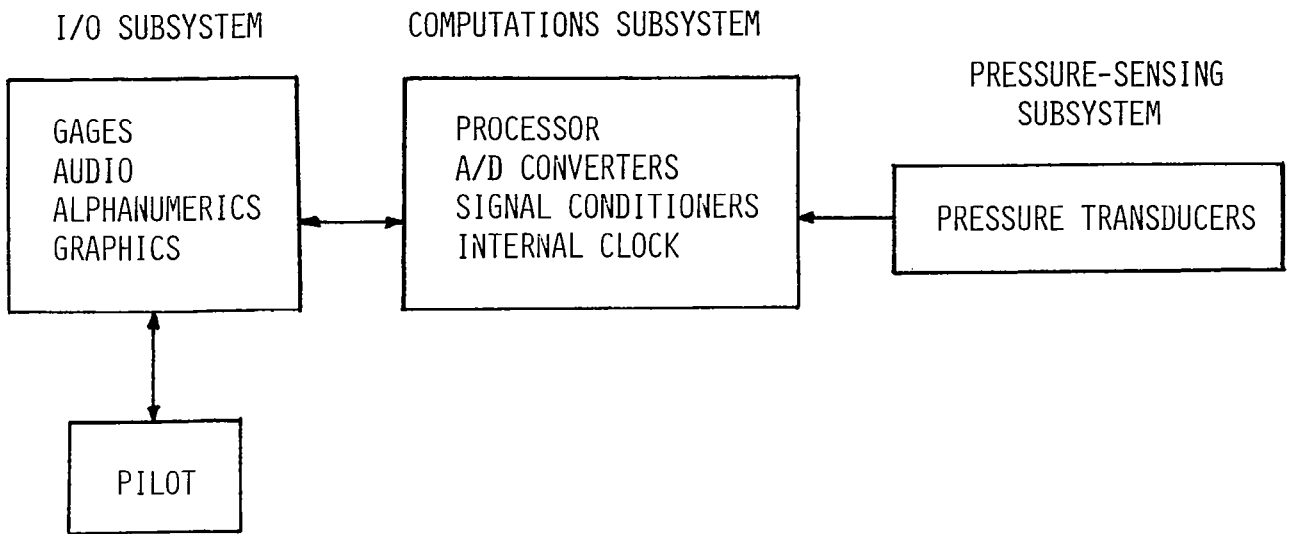 I/O SUBSYSTEM
GAGES
AUDIO
ALPHANUMERICS
GRAPHICS
COMPUTATIONS SUBSYSTEM
PROCESSOR
A/D CONVERTERS
SIGNAL CONDITIONERS
INTERNAL CLOCK
PRESSURE-SENSING
SUBSYSTEM
PRESSURE TRANSDUCERS
PILOT